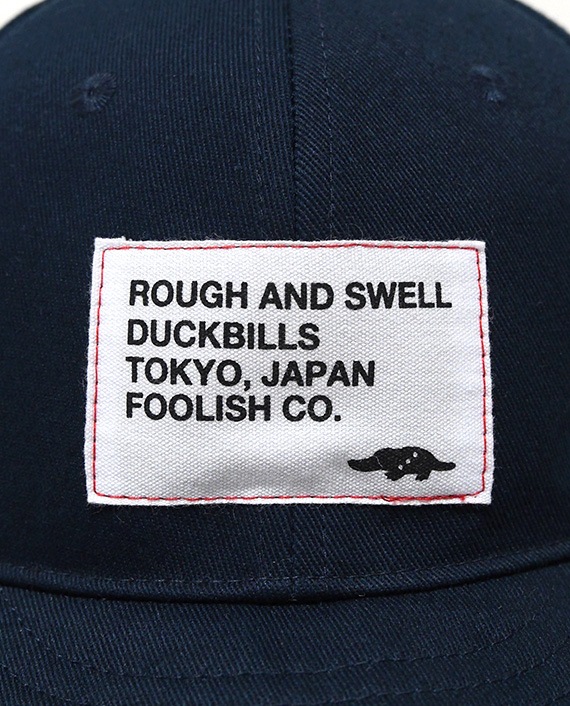 ROUGH AND SWELL
DUCKBILLS
TOKYO, JAPAN
FOOLISH CO.